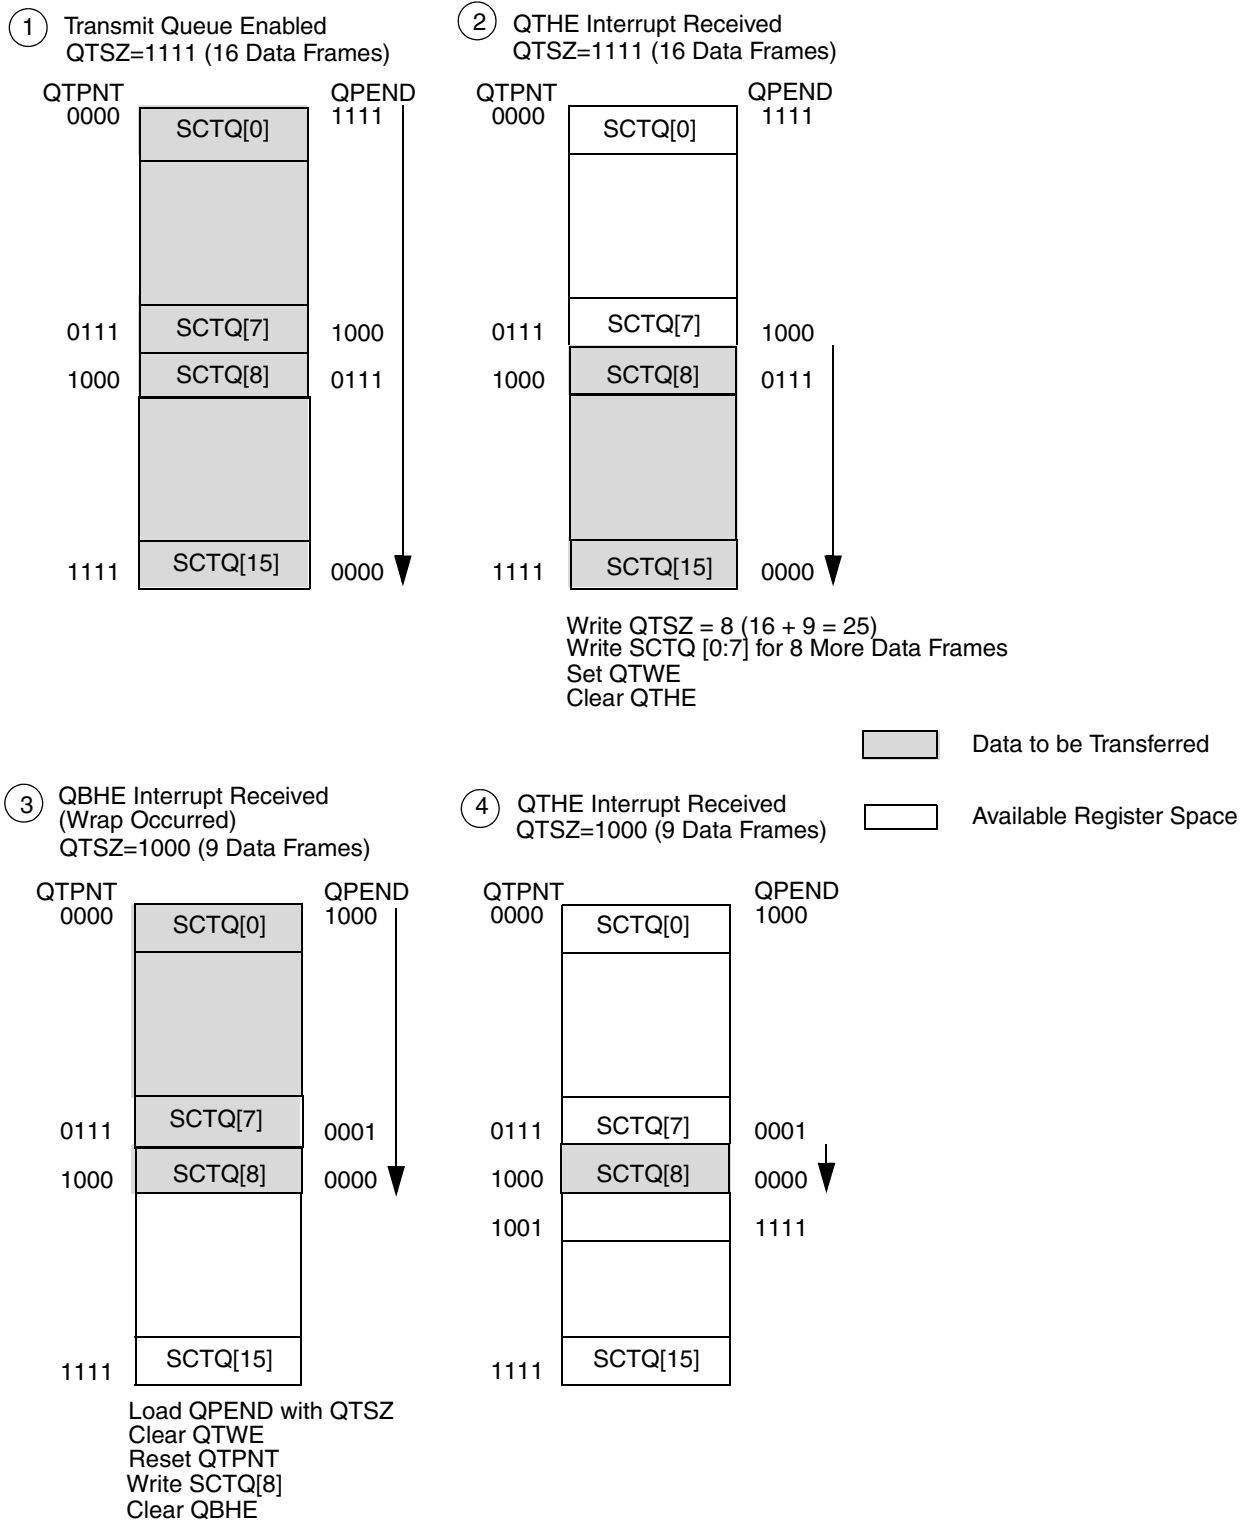 1 Transmit Queue Enabled
QTSZ=1111 (16 Data Frames)
QTPNT QPEND
0000 SCTQ[0] 1111
0111 SCTQ[7] 1000
1000 SCTQ[8] 0111
1111 SCTQ[15] 0000
2 QTHE Interrupt Received
QTSZ=1111 (16 Data Frames)
QTPNT QPEND
0000 SCTQ[0] 1111
0111 SCTQ[7] 1000
1000 SCTQ[8] 0111
1111 SCTQ[15] 0000
Write QTSZ = 8 (16 + 9 = 25)
Write SCTQ [0:7] for 8 More Data Frames
Set QTWE
Clear QTHE
Data to be Transferred
Available Register Space
3 QBHE Interrupt Received
(Wrap Occurred)
QTSZ=1000 (9 Data Frames)
QTPNT QPEND
0000 SCTQ[0] 1000
0111 SCTQ[7] 0001
1000 SCTQ[8] 0000
1111 SCTQ[15]
Load QPEND with QTSZ
Clear QTWE
Reset QTPNT
Write SCTQ[8]
Clear QBHE
4 QTHE Interrupt Received
QTSZ=1000 (9 Data Frames)
QTPNT QPEND
0000 SCTQ[0] 1000
0111 SCTQ[7] 0001
1000 SCTQ[8] 0000
1001 1111
1111 SCTQ[15]